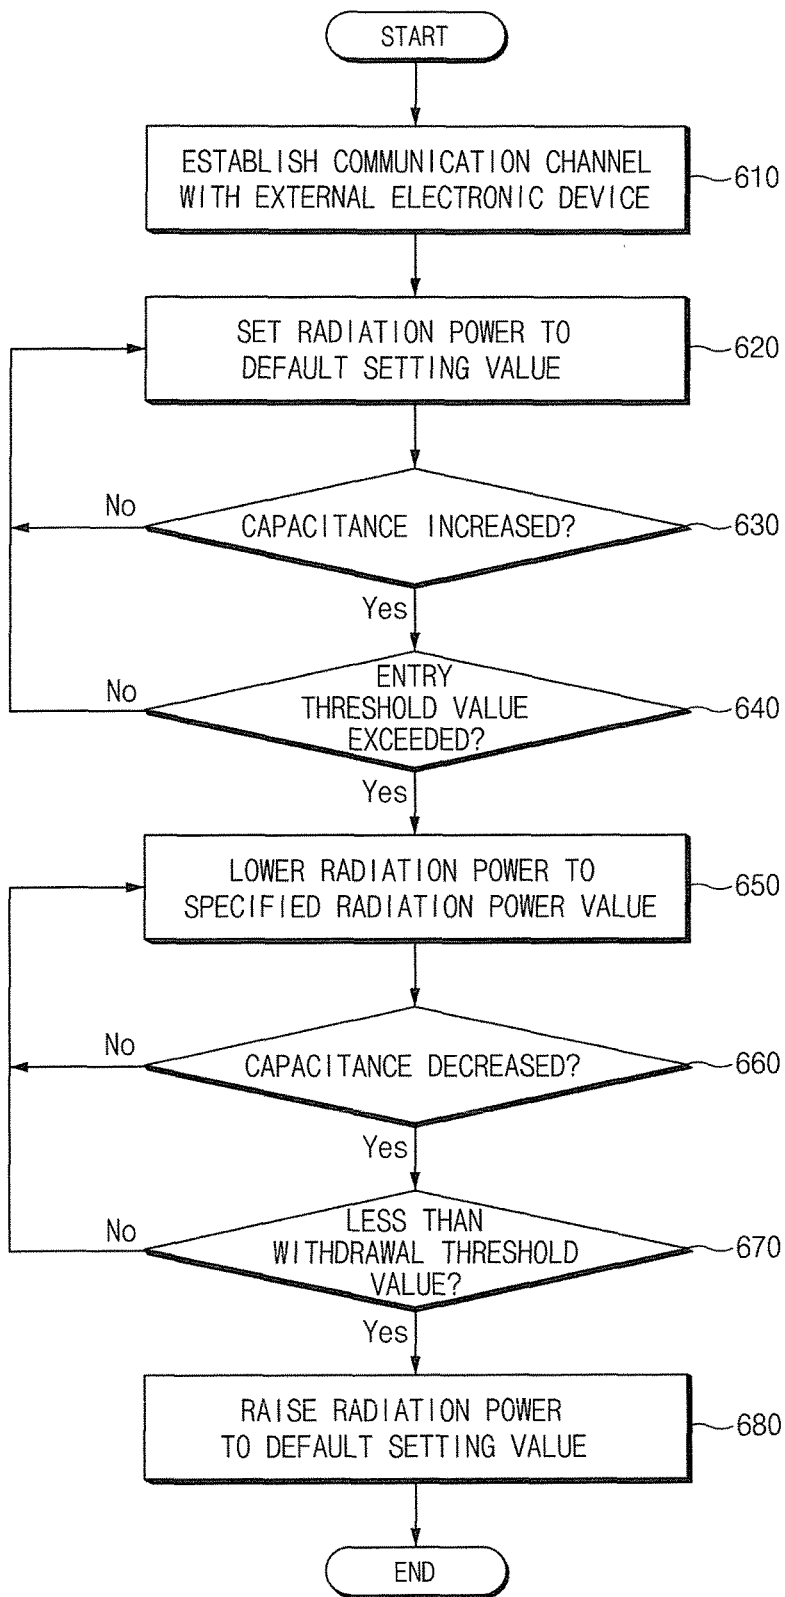 START
ESTABLISH COMMUNICATION CHANNEL
WITH EXTERNAL ELECTRONIC DEVICE
610
SET RADIATION POWER TO
DEFAULT SETTING VALUE
620
No
CAPACITANCE INCREASED?
630
Yes
No
ENTRY
THRESHOLD VALUE
EXCEEDED?
640
Yes
LOWER RADIATION POWER TO
SPECIFIED RADIATION POWER VALUE
650
No
CAPACITANCE DECREASED?
660
Yes
No
LESS THAN
WITHDRAWAL THRESHOLD
VALUE?
670
Yes
RAISE RADIATION POWER
TO DEFAULT SETTING VALUE
680
END